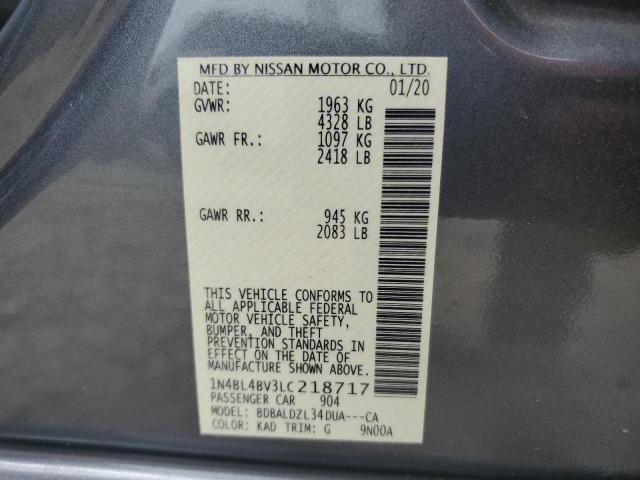 MFD BY NISSAN MOTOR CO., LTD.
DATE: 01/20
GVWR: 1963 KG
4328 LB
GAWR FR.: 1097 KG
2418 LB
GAWR RR.: 945 KG
2083 LB
THIS VEHICLE CONFORMS TO
ALL APPLICABLE FEDERAL
MOTOR VEHICLE SAFETY,
BUMPER, AND THEFT
PREVENTION STANDARDS IN
EFFECT ON THE DATE OF
MANUFACTURE SHOWN ABOVE.
1N4BL4BV3LC218717
PASSENGER CAR 904
MODEL: BDBALDZL34DUA---CA
COLOR: KAD TRIM: G 9N00A